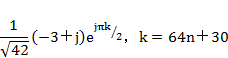 1/√42 (-3+j)e^{jπk/2}, k = 64n+30